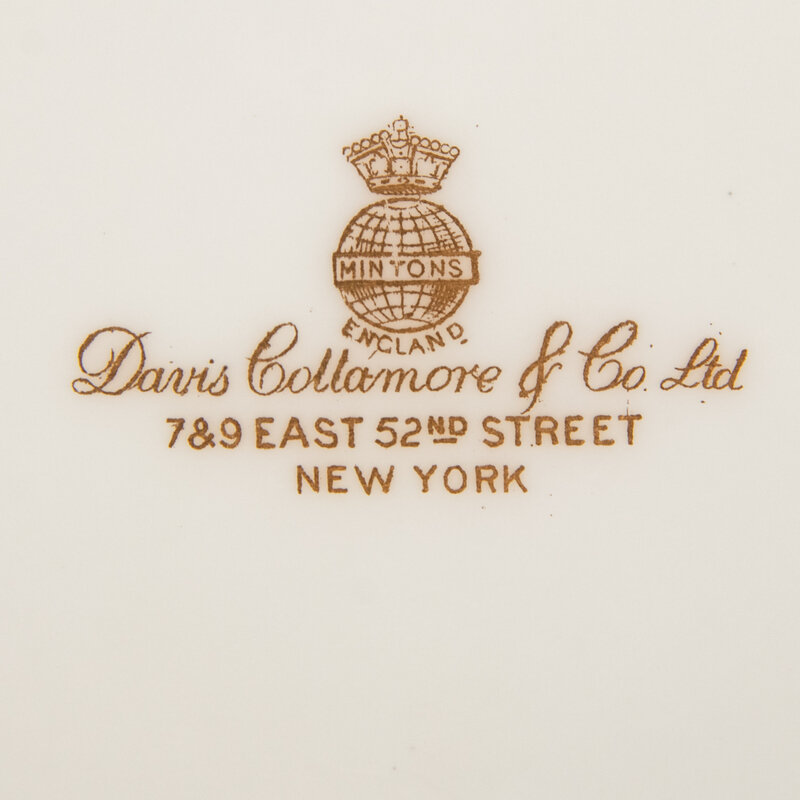 MINTONS
ENGLAND
Davis Collamore & Co. Ltd
7&9 EAST 52ND STREET
NEW YORK